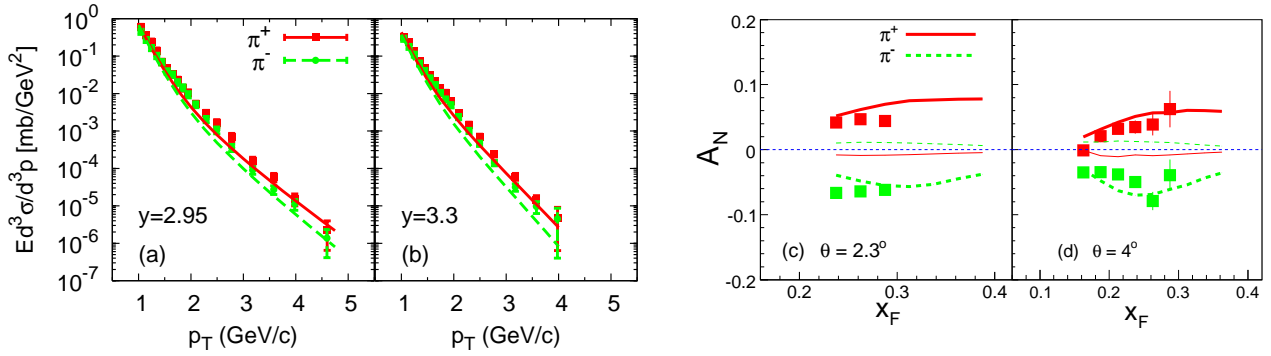 Ed³σ/d³p [mb/GeV²]
10⁰
10⁻¹
10⁻²
10⁻³
10⁻⁴
10⁻⁵
10⁻⁶
10⁻⁷
π⁺
π⁻
y=2.95
(a)
1 2 3 4 5
p_T (GeV/c)
π⁺
π⁻
y=3.3
(b)
1 2 3 4 5
p_T (GeV/c)
A_N
0.2
0.1
0
-0.1
-0.2
π⁺
π⁻
(c) θ = 2.3°
0.2 0.3 0.4
x_F
(d) θ = 4°
0.1 0.2 0.3 0.4
x_F